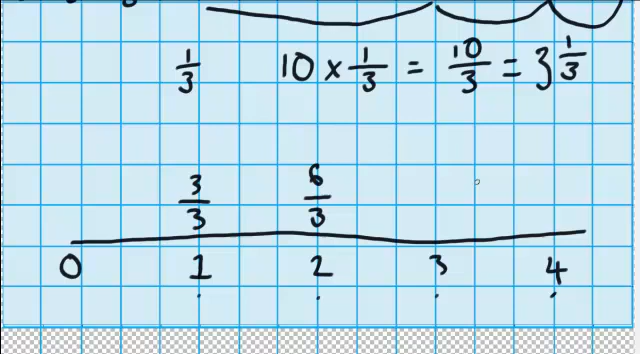 1/3 10 × 1/3 = 10/3 = 3 1/3
3/3 6/3
0 1 2 3 4